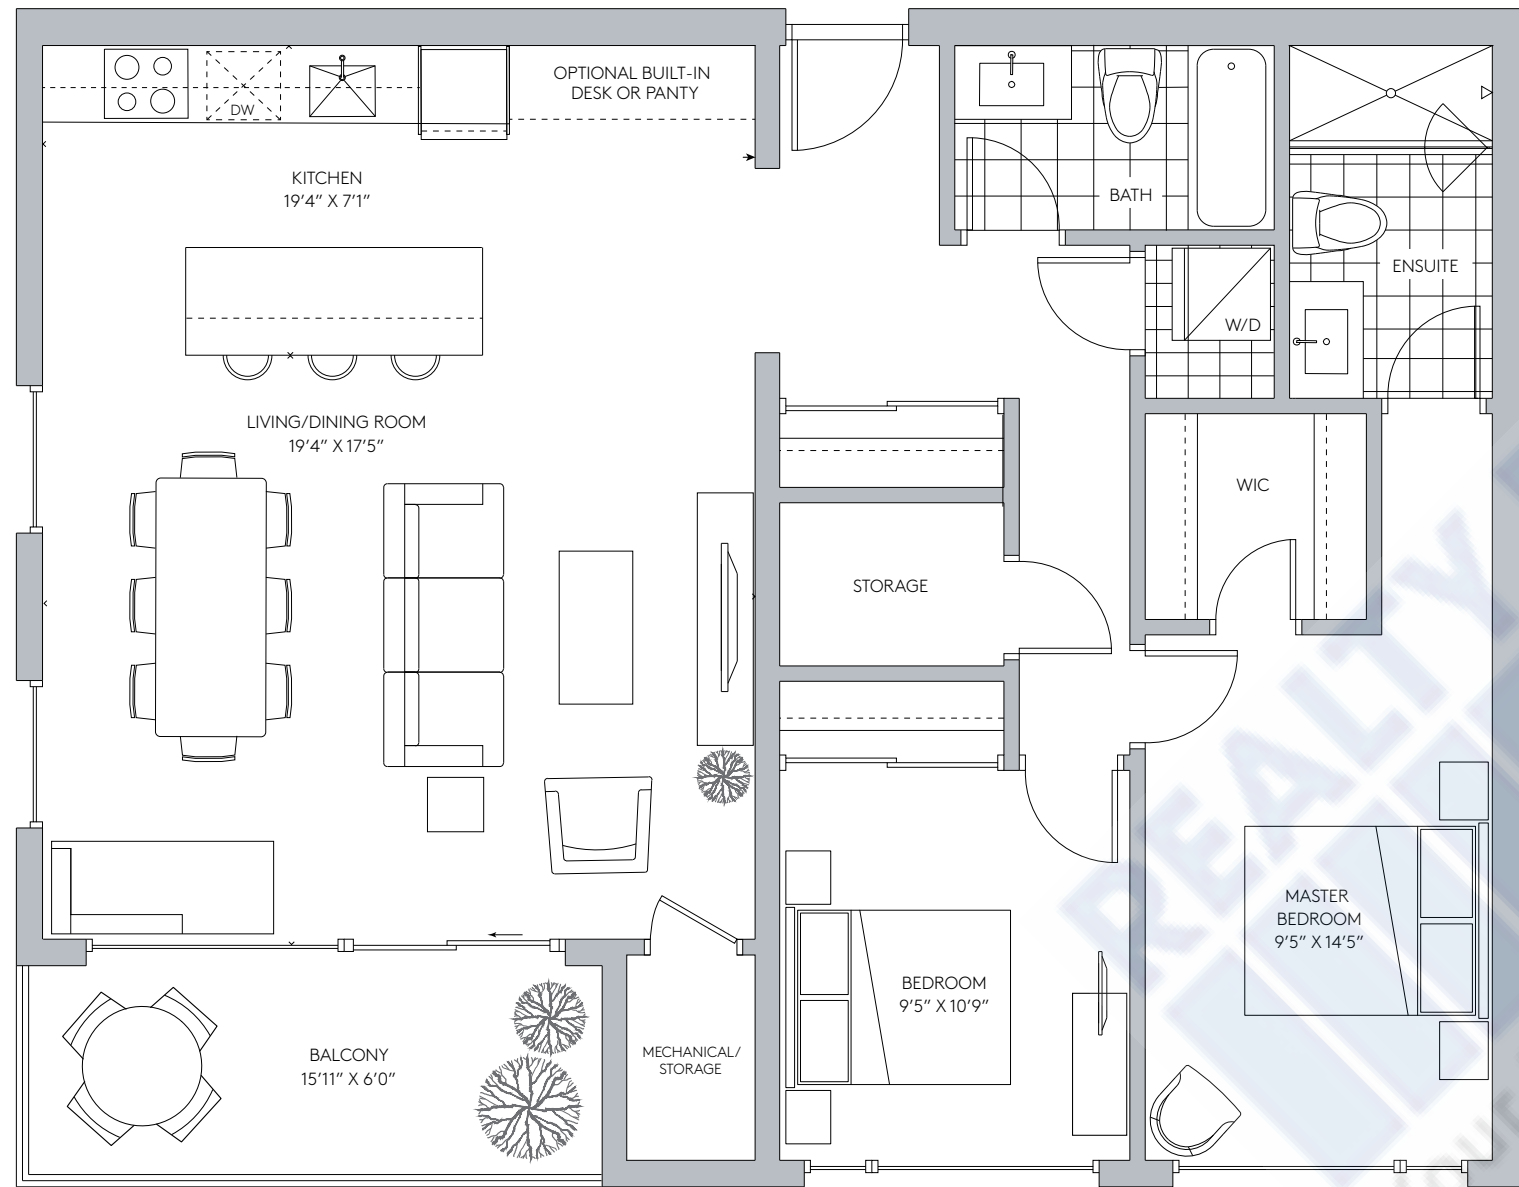 OPTIONAL BUILT-IN
DESK OR PANTY
DW
KITCHEN
19'4" X 7'1"
BATH
ENSUITE
W/D
LIVING/DINING ROOM
19'4" X 17'5"
WIC
STORAGE
MASTER
BEDROOM
9'5" X 14'5"
BEDROOM
9'5" X 10'9"
BALCONY
15'11" X 6'0"
MECHANICAL/
STORAGE
REALTY
Your